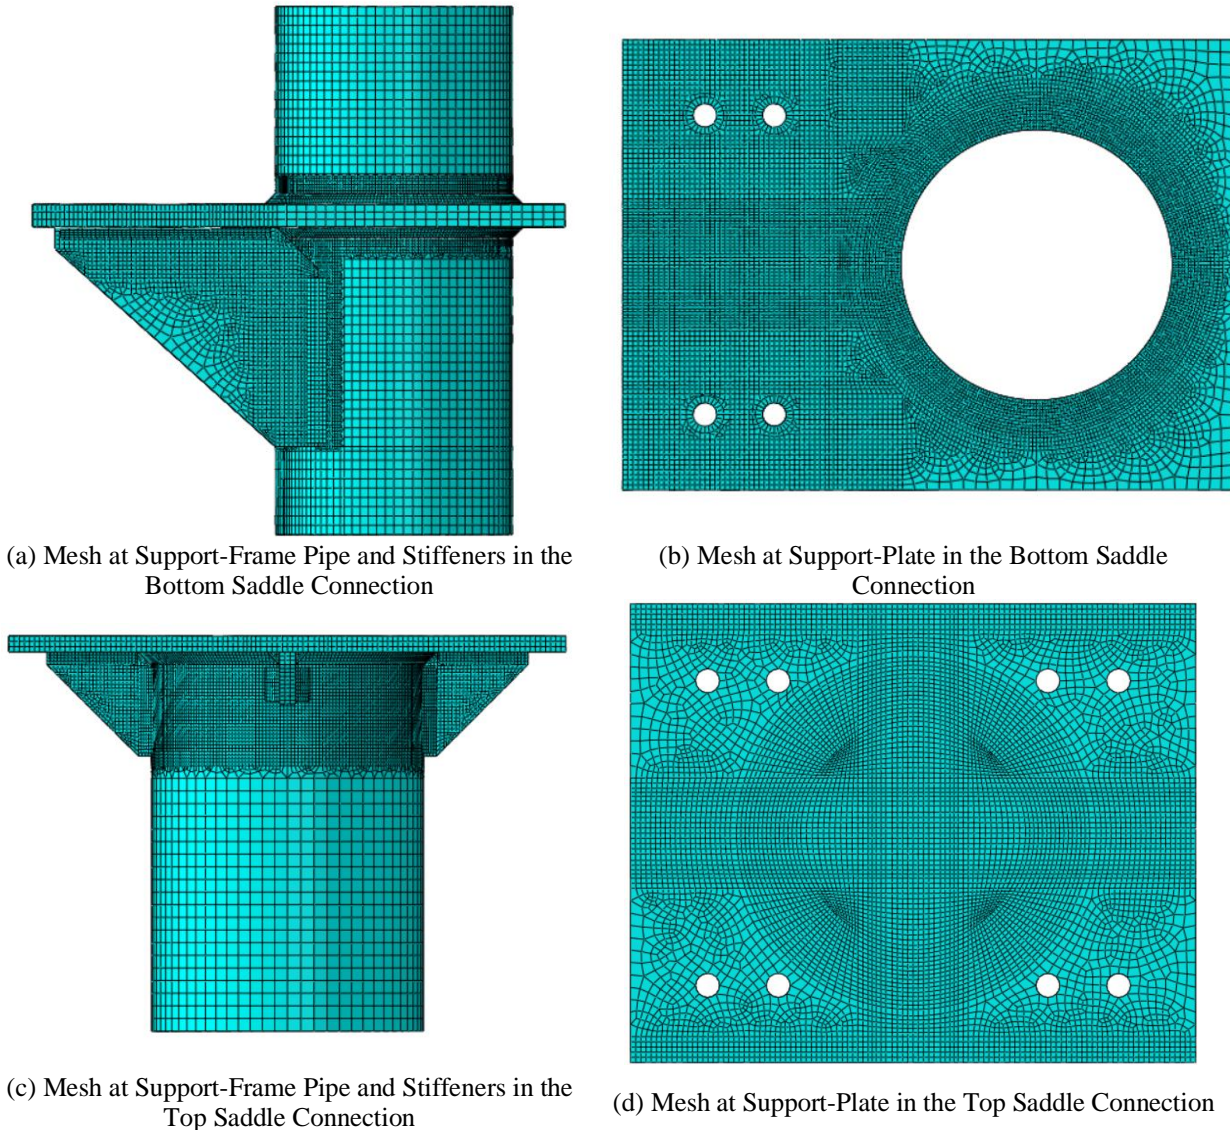 (a) Mesh at Support-Frame Pipe and Stiffeners in the
Bottom Saddle Connection
(b) Mesh at Support-Plate in the Bottom Saddle
Connection
(c) Mesh at Support-Frame Pipe and Stiffeners in the
Top Saddle Connection
(d) Mesh at Support-Plate in the Top Saddle Connection